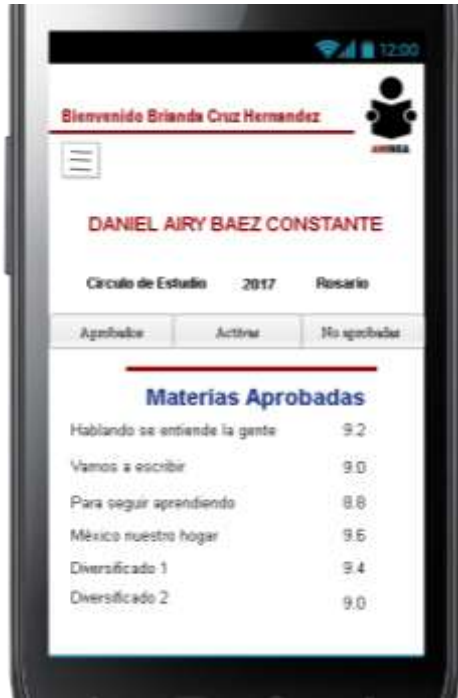 12:00
Bienvenido Brianda Cruz Hernandez
DANIEL AIRY BAEZ CONSTANTE
Circulo de Estudio 2017 Rosario
Aprobados Activas No aprobadas
Materias Aprobadas
Hablando se entiende la gente 9.2
Vamos a escribir 9.0
Para seguir aprendiendo 8.8
México nuestro hogar 9.6
Diversificado 1 9.4
Diversificado 2 9.0